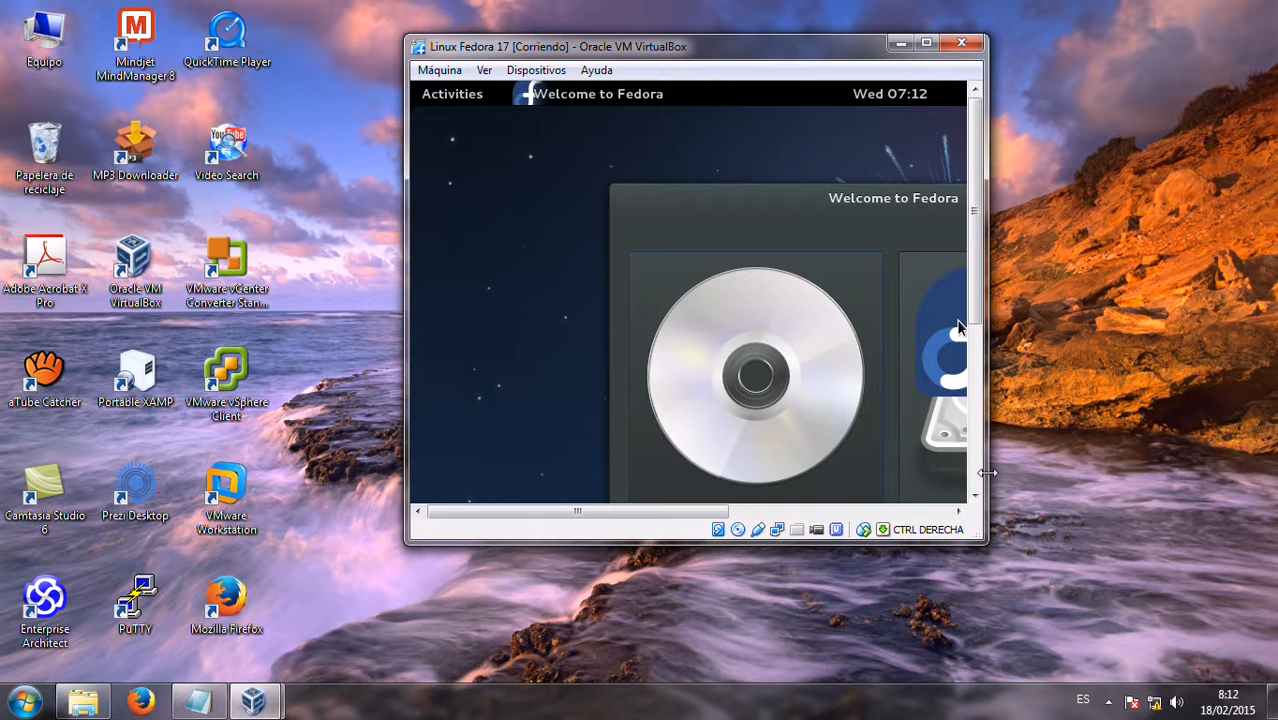 Equipo
Mindjet
MindManager 8
QuickTime Player
Papelera de
reciclaje
MP3 Downloader
Video Search
Adobe Acrobat X
Pro
Oracle VM
VirtualBox
VMware vCenter
Converter Stan...
aTube Catcher
Portable XAMP
VMware vSphere
Client
Camtasia Studio
6
Prezi Desktop
VMware
Workstation
Enterprise
Architect
PuTTY
Mozilla Firefox
Linux Fedora 17 [Corriendo] - Oracle VM VirtualBox
Máquina Ver Dispositivos Ayuda
Activities Welcome to Fedora Wed 07:12
Welcome to Fedora
CTRL DERECHA
ES
8:12
18/02/2015